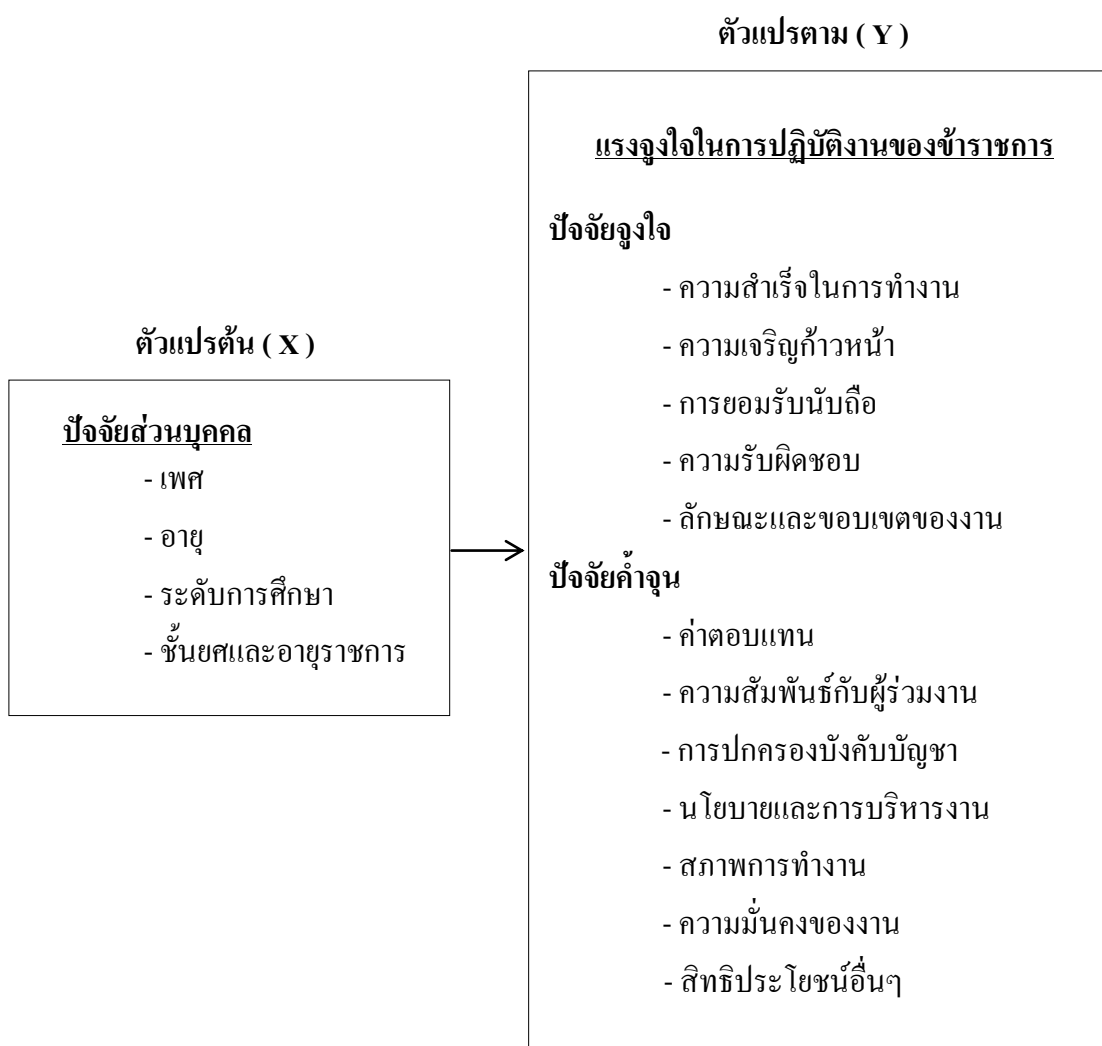 ตัวแปรตาม ( Y )
แรงจูงใจในการปฏิบัติงานของข้าราชการ
ปัจจัยจูงใจ
- ความสำเร็จในการทำงาน
- ความเจริญก้าวหน้า
- การยอมรับนับถือ
- ความรับผิดชอบ
- ลักษณะและขอบเขตของงาน
ปัจจัยค้ำจุน
- ค่าตอบแทน
- ความสัมพันธ์กับผู้ร่วมงาน
- การปกครองบังคับบัญชา
- นโยบายและการบริหารงาน
- สภาพการทำงาน
- ความมั่นคงของงาน
- สิทธิประโยชน์อื่นๆ
ตัวแปรต้น ( X )
ปัจจัยส่วนบุคคล
- เพศ
- อายุ
- ระดับการศึกษา
- ชั้นยศและอายุราชการ